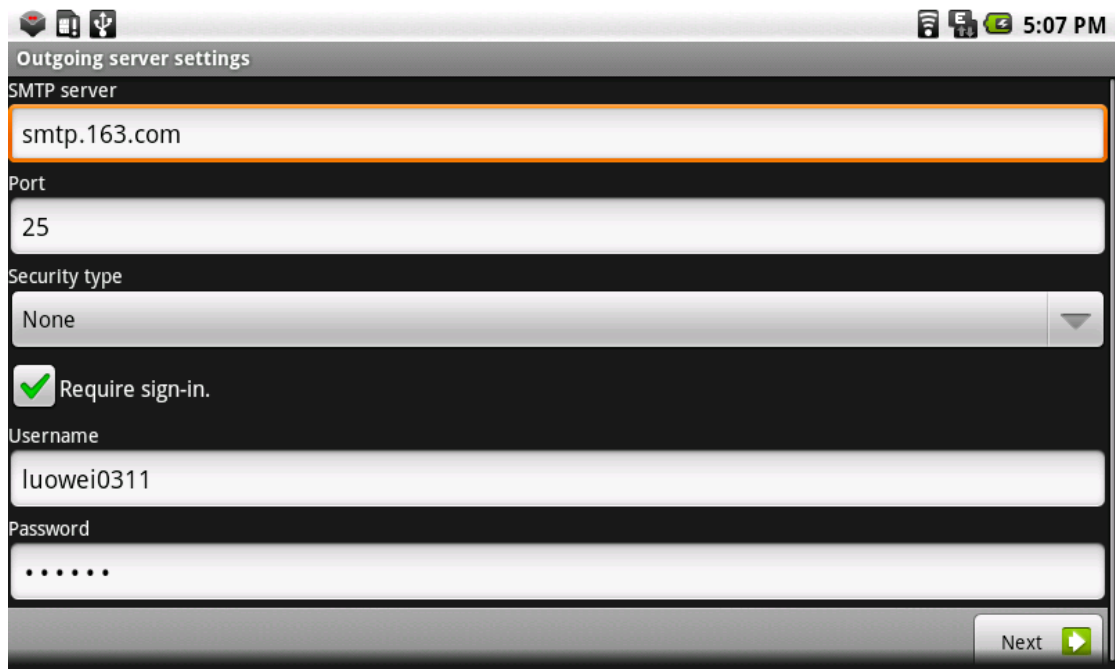 5:07 PM
Outgoing server settings
SMTP server
smtp.163.com
Port
25
Security type
None
Require sign-in.
Username
luowei0311
Password
••••••
Next